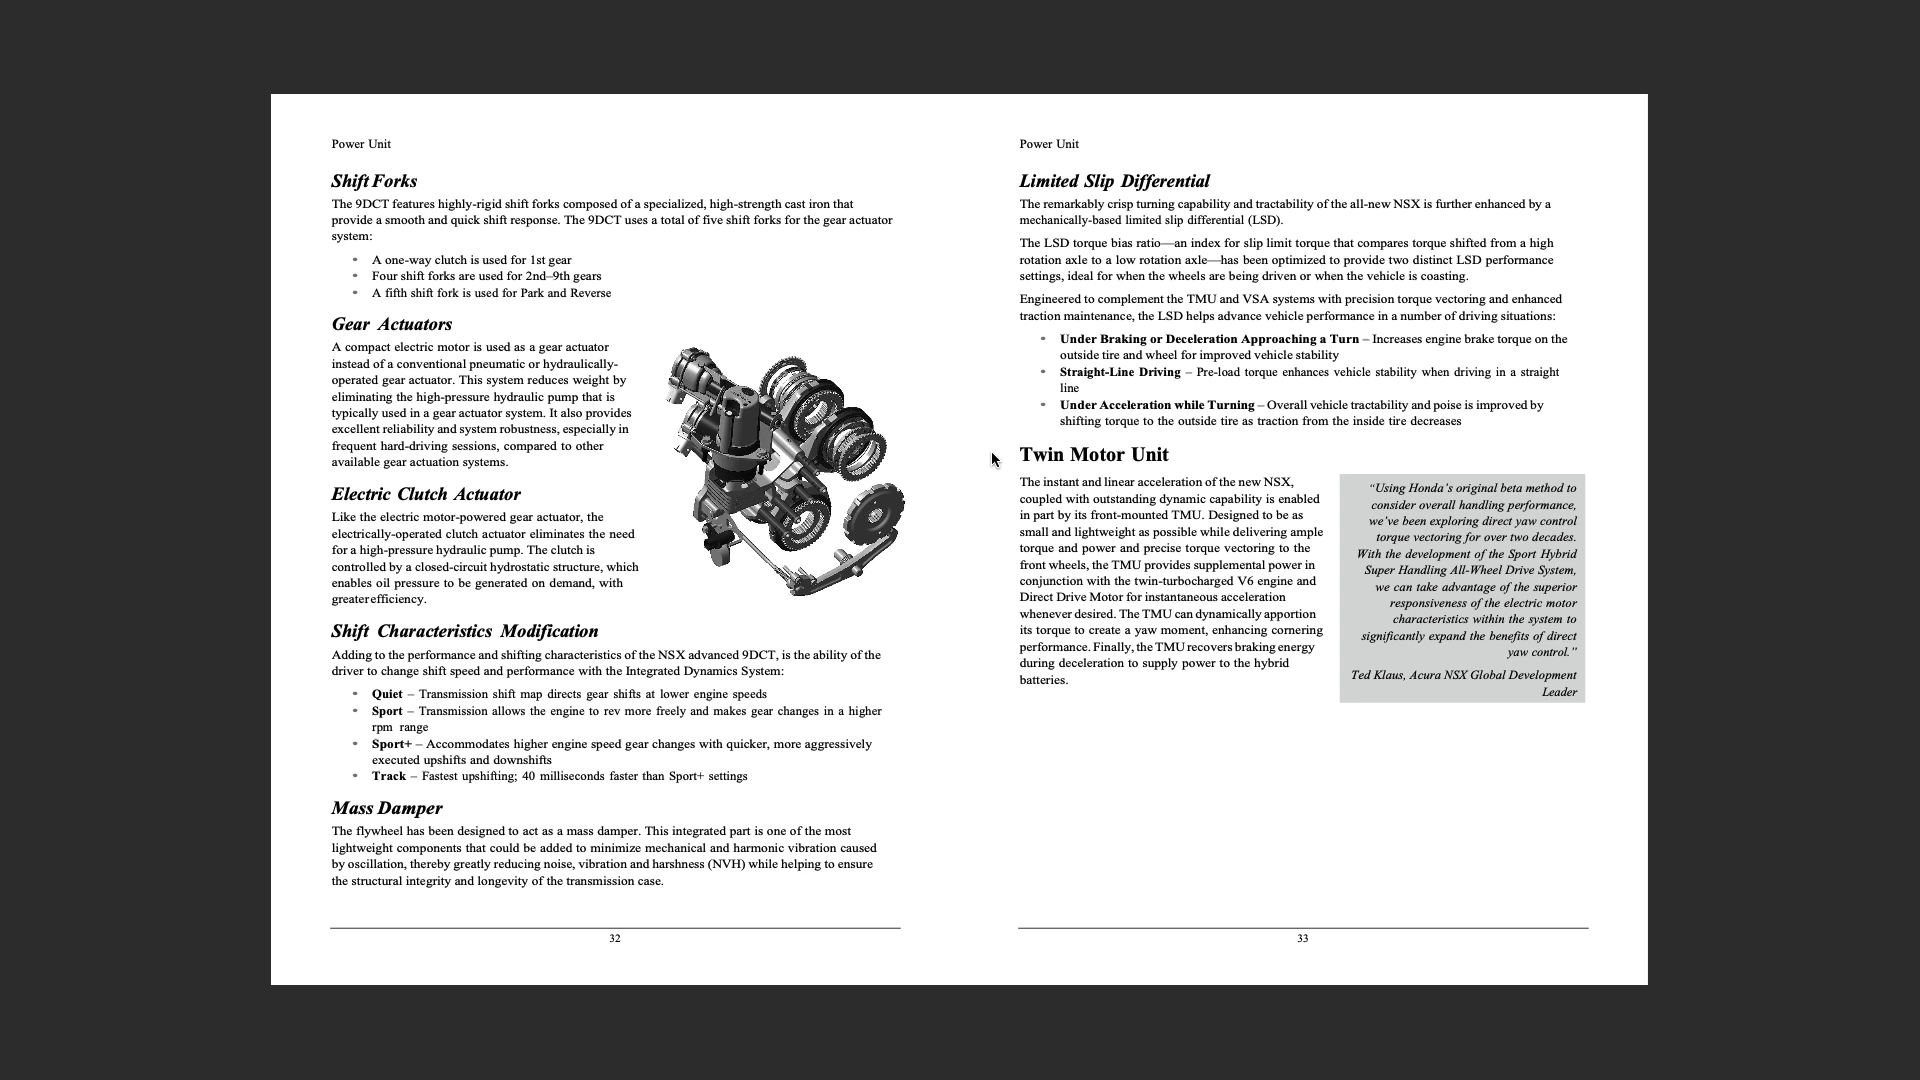 Power Unit
Shift Forks
The 9DCT features highly-rigid shift forks composed of a specialized, high-strength cast iron that
provide a smooth and quick shift response. The 9DCT uses a total of five shift forks for the gear actuator
system:
• A one-way clutch is used for 1st gear
• Four shift forks are used for 2nd–9th gears
• A fifth shift fork is used for Park and Reverse
Gear Actuators
A compact electric motor is used as a gear actuator
instead of a conventional pneumatic or hydraulically-
operated gear actuator. This system reduces weight by
eliminating the high-pressure hydraulic pump that is
typically used in a gear actuator system. It also provides
excellent reliability and system robustness, especially in
frequent hard-driving sessions, compared to other
available gear actuation systems.
Electric Clutch Actuator
Like the electric motor-powered gear actuator, the
electrically-operated clutch actuator eliminates the need
for a high-pressure hydraulic pump. The clutch is
controlled by a closed-circuit hydrostatic structure, which
enables oil pressure to be generated on demand, with
greater efficiency.
Shift Characteristics Modification
Adding to the performance and shifting characteristics of the NSX advanced 9DCT, is the ability of the
driver to change shift speed and performance with the Integrated Dynamics System:
• Quiet – Transmission shift map directs gear shifts at lower engine speeds
• Sport – Transmission allows the engine to rev more freely and makes gear changes in a higher
rpm range
• Sport+ – Accommodates higher engine speed gear changes with quicker, more aggressively
executed upshifts and downshifts
• Track – Fastest upshifting; 40 milliseconds faster than Sport+ settings
Mass Damper
The flywheel has been designed to act as a mass damper. This integrated part is one of the most
lightweight components that could be added to minimize mechanical and harmonic vibration caused
by oscillation, thereby greatly reducing noise, vibration and harshness (NVH) while helping to ensure
the structural integrity and longevity of the transmission case.
32
Power Unit
Limited Slip Differential
The remarkably crisp turning capability and tractability of the all-new NSX is further enhanced by a
mechanically-based limited slip differential (LSD).
The LSD torque bias ratio—an index for slip limit torque that compares torque shifted from a high
rotation axle to a low rotation axle—has been optimized to provide two distinct LSD performance
settings, ideal for when the wheels are being driven or when the vehicle is coasting.
Engineered to complement the TMU and VSA systems with precision torque vectoring and enhanced
traction maintenance, the LSD helps advance vehicle performance in a number of driving situations:
• Under Braking or Deceleration Approaching a Turn – Increases engine brake torque on the
outside tire and wheel for improved vehicle stability
• Straight-Line Driving – Pre-load torque enhances vehicle stability when driving in a straight
line
• Under Acceleration while Turning – Overall vehicle tractability and poise is improved by
shifting torque to the outside tire as traction from the inside tire decreases
Twin Motor Unit
The instant and linear acceleration of the new NSX,
coupled with outstanding dynamic capability is enabled
in part by its front-mounted TMU. Designed to be as
small and lightweight as possible while delivering ample
torque and power and precise torque vectoring to the
front wheels, the TMU provides supplemental power in
conjunction with the twin-turbocharged V6 engine and
Direct Drive Motor for instantaneous acceleration
whenever desired. The TMU can dynamically apportion
its torque to create a yaw moment, enhancing cornering
performance. Finally, the TMU recovers braking energy
during deceleration to supply power to the hybrid
batteries.
“Using Honda’s original beta method to
consider overall handling performance,
we’ve been exploring direct yaw control
torque vectoring for over two decades.
With the development of the Sport Hybrid
Super Handling All-Wheel Drive System,
we can take advantage of the superior
responsiveness of the electric motor
characteristics within the system to
significantly expand the benefits of direct
yaw control.”
Ted Klaus, Acura NSX Global Development
Leader
33